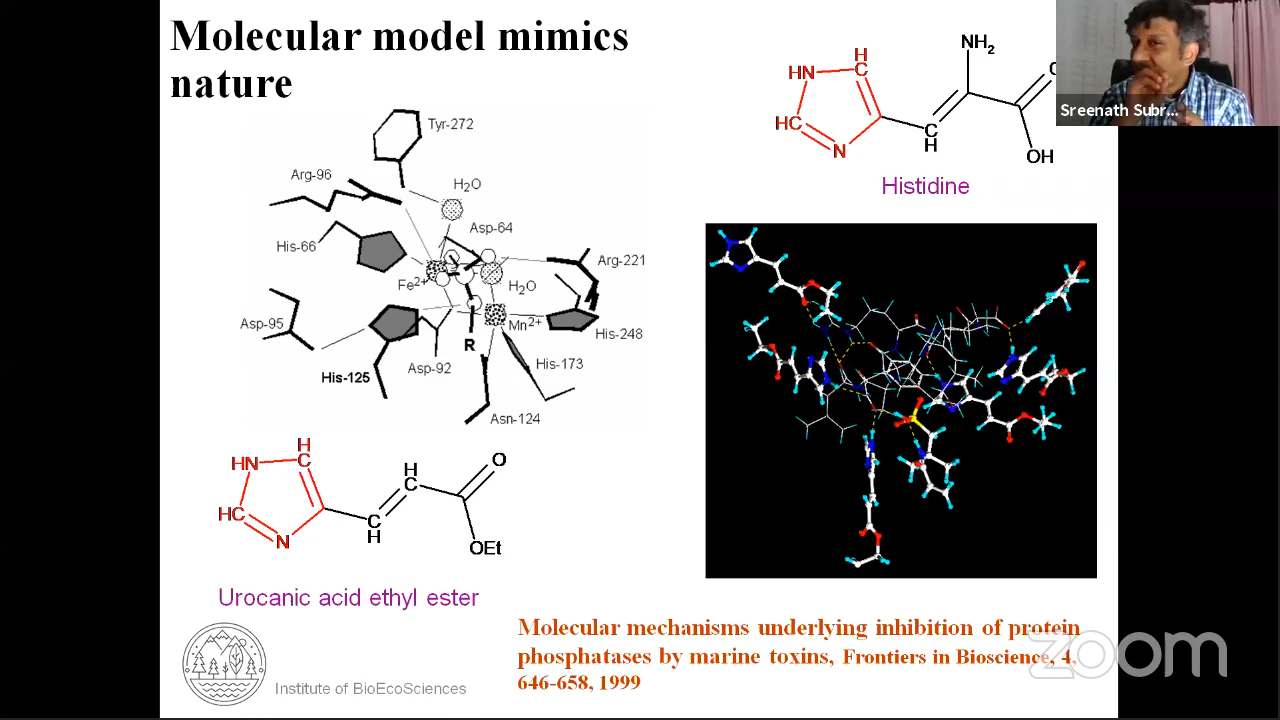 Molecular model mimics
nature
Tyr-272
Arg-96
H₂O
Asp-64
His-66
Arg-221
Fe²⁺
H₂O
Asp-95
Mn²⁺
His-248
R
His-125
Asp-92
His-173
Asn-124
NH₂
HN
H
C
HC
N
C
H
OH
Histidine
Sreenath Subr...
H
C
HN
H
C
O
HC
N
C
H
OEt
Urocanic acid ethyl ester
Molecular mechanisms underlying inhibition of protein
phosphatases by marine toxins, Frontiers in Bioscience, 4,
646-658, 1999
Institute of BioEcoSciences
zoom